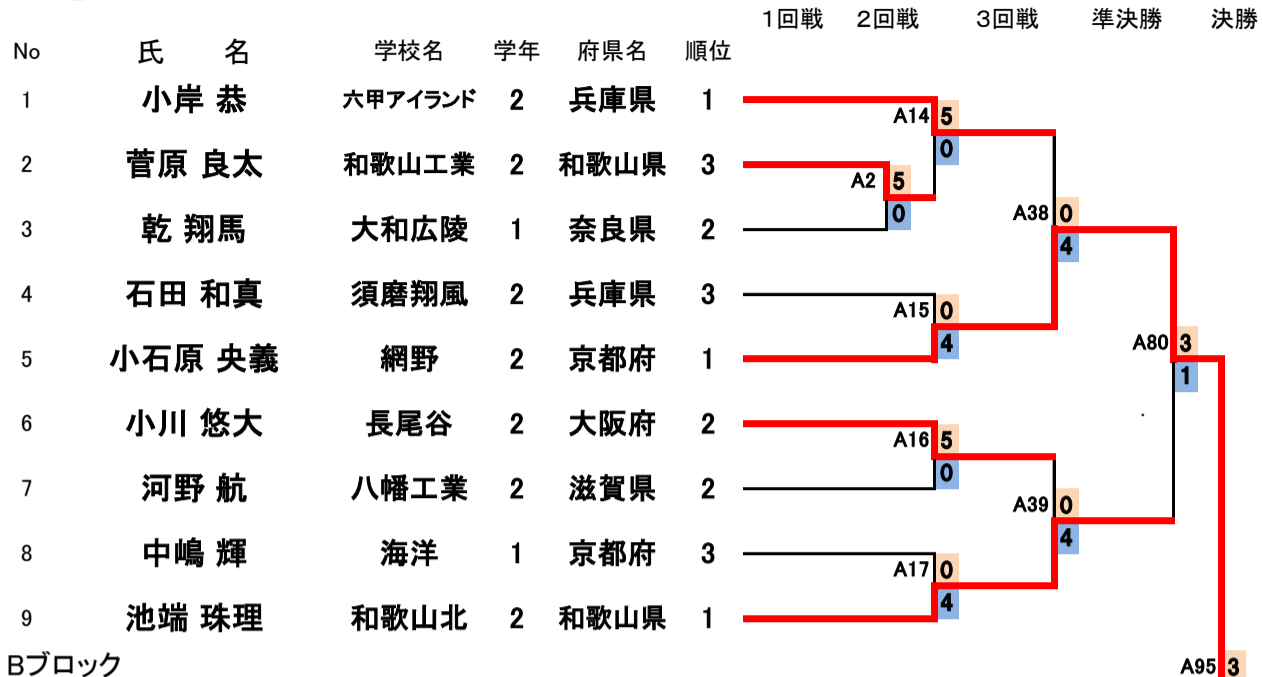 1回戦 2回戦 3回戦 準決勝 決勝
No 氏 名 学校名 学年 府県名 順位
1 小岸 恭 六甲アイランド 2 兵庫県 1
A14 5
0
2 菅原 良太 和歌山工業 2 和歌山県 3
A2 5
0
A38 0
4
3 乾 翔馬 大和広陵 1 奈良県 2
4 石田 和真 須磨翔風 2 兵庫県 3
A15 0
4
A80 3
1
5 小石原 央義 網野 2 京都府 1
6 小川 悠大 長尾谷 2 大阪府 2
A16 5
0
7 河野 航 八幡工業 2 滋賀県 2
A39 0
4
8 中嶋 輝 海洋 1 京都府 3
A17 0
4
9 池端 珠理 和歌山北 2 和歌山県 1
Bブロック
A95 3